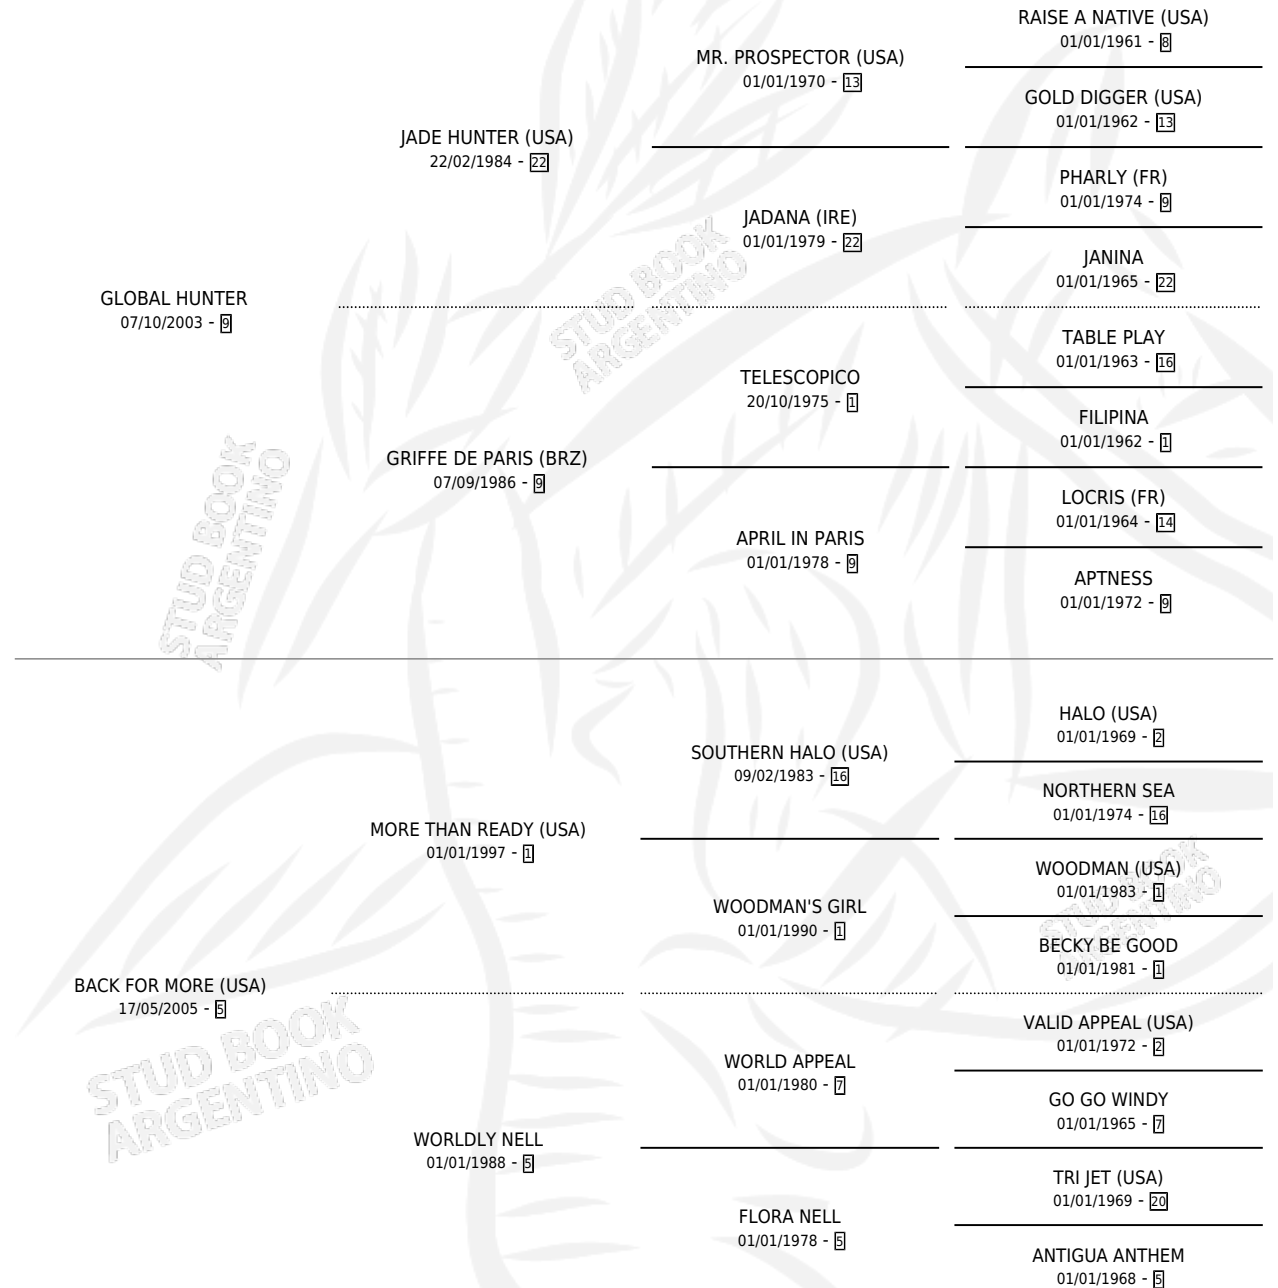 RAISE A NATIVE (USA)
01/01/1961 - 8
MR. PROSPECTOR (USA)
01/01/1970 - 13
GOLD DIGGER (USA)
01/01/1962 - 13
JADE HUNTER (USA)
22/02/1984 - 22
PHARLY (FR)
01/01/1974 - 9
JADANA (IRE)
01/01/1979 - 22
JANINA
01/01/1965 - 22
GLOBAL HUNTER
07/10/2003 - 9
TABLE PLAY
01/01/1963 - 16
TELESCOPICO
20/10/1975 - 1
FILIPINA
01/01/1962 - 1
GRIFFE DE PARIS (BRZ)
07/09/1986 - 9
LOCRIS (FR)
01/01/1964 - 14
APRIL IN PARIS
01/01/1978 - 9
APTNESS
01/01/1972 - 9
HALO (USA)
01/01/1969 - 2
SOUTHERN HALO (USA)
09/02/1983 - 16
NORTHERN SEA
01/01/1974 - 16
MORE THAN READY (USA)
01/01/1997 - 1
WOODMAN (USA)
01/01/1983 - 1
WOODMAN'S GIRL
01/01/1990 - 1
BECKY BE GOOD
01/01/1981 - 1
BACK FOR MORE (USA)
17/05/2005 - 5
VALID APPEAL (USA)
01/01/1972 - 2
WORLD APPEAL
01/01/1980 - 7
GO GO WINDY
01/01/1965 - 7
WORLDLY NELL
01/01/1988 - 5
TRI JET (USA)
01/01/1969 - 20
FLORA NELL
01/01/1978 - 5
ANTIGUA ANTHEM
01/01/1968 - 5
STUD BOOK
ARGENTINO
STUD BOOK
ARGENTINO
STUD BOOK
ARGENTINO
STUD BOOK
ARGENTINO